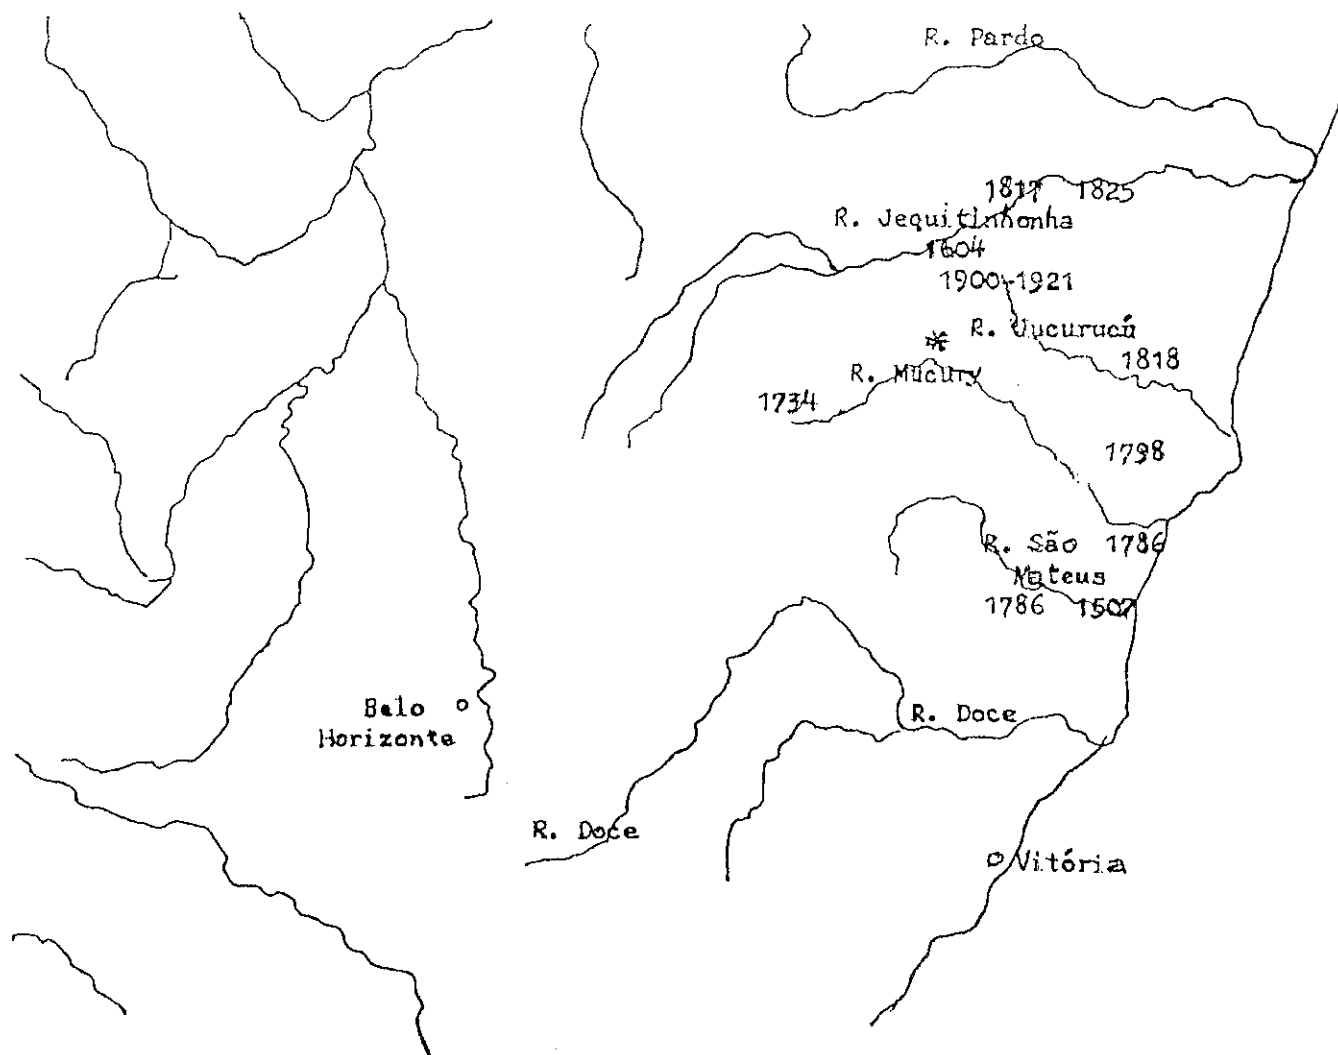 R. Pardo
1817 1825
R. Jequitinhonha
1604
1900-1921
R. Jucurucú
1818
R. Mucury
1734
1798
R. São 1786
Mateus
1786 1507
R. Doce
Belo
Horizonte
R. Doce
Vitória